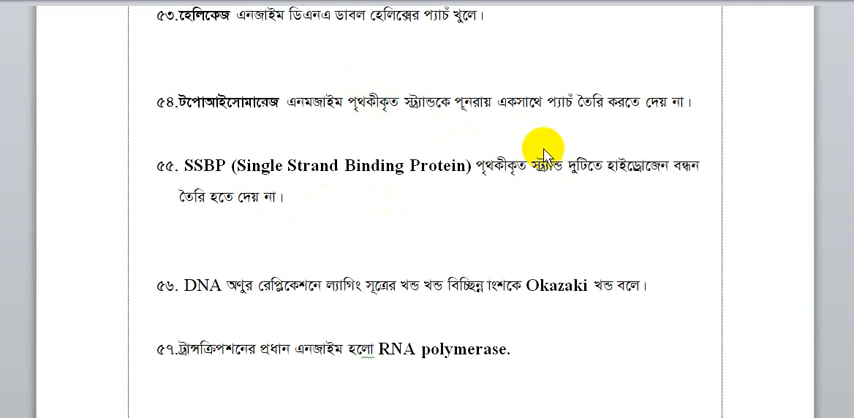 ৫৩.হেলিকেজ এনজাইম ডিএনএ ডাবল হেলিক্সের প্যাচঁ খুলে।
৫৪.টপোআইসোমারেজ এনমজাইম পৃথকীকৃত স্ট্র্যান্ডকে পূনরায় একসাথে প্যাচঁ তৈরি করতে দেয় না।
৫৫. SSBP (Single Strand Binding Protein) পৃথকীকৃত স্ট্র্যান্ড দুটিতে হাইড্রোজেন বন্ধন
তৈরি হতে দেয় না।
৫৬. DNA অণুর রেপ্লিকেশনে ল্যাগিং সূত্রের খন্ড খন্ড বিচ্ছিন্ন াংশকে Okazaki খন্ড বলে।
৫৭.ট্রান্সক্রিপশনের প্রধান এনজাইম হলো RNA polymerase.